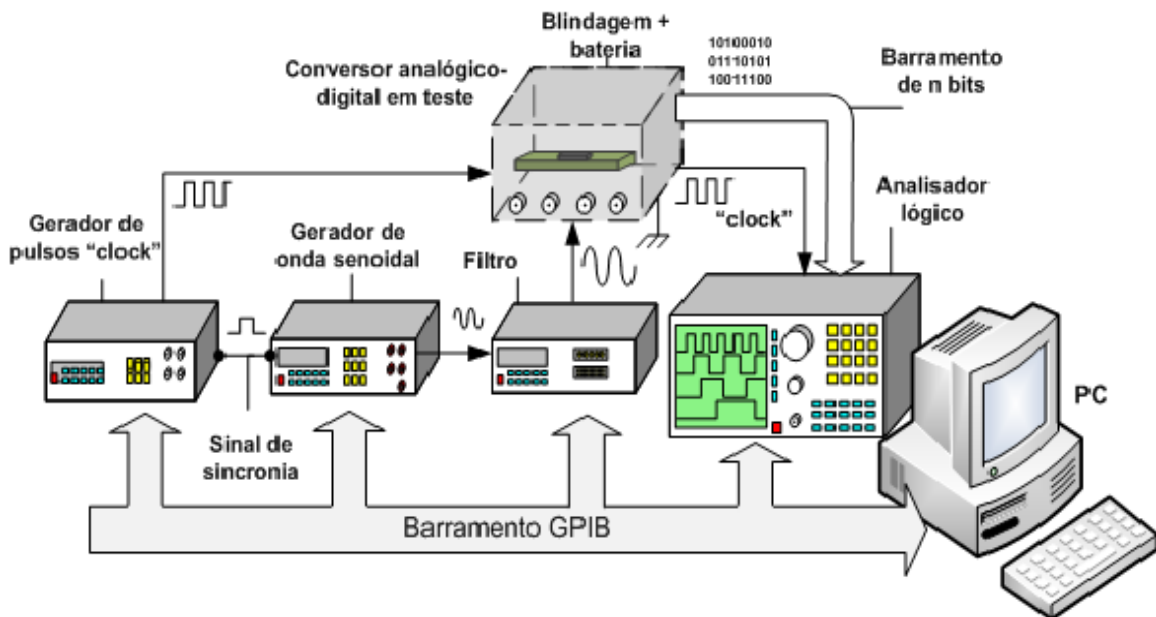 Blindagem +
bateria
10100010
01110101
10011100
Conversor analógico-
digital em teste
Barramento
de n bits
Analisador
lógico
“clock”
Gerador de
pulsos “clock”
Gerador de
onda senoidal
Filtro
PC
Sinal de
sincronia
Barramento GPIB